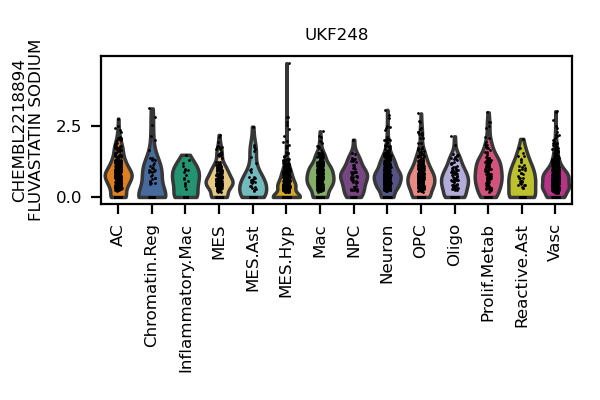 UKF248
CHEMBL2218894
FLUVASTATIN SODIUM
2.5
0.0
AC
Chromatin.Reg
Inflammatory.Mac
MES
MES.Ast
MES.Hyp
Mac
NPC
Neuron
OPC
Oligo
Prolif.Metab
Reactive.Ast
Vasc